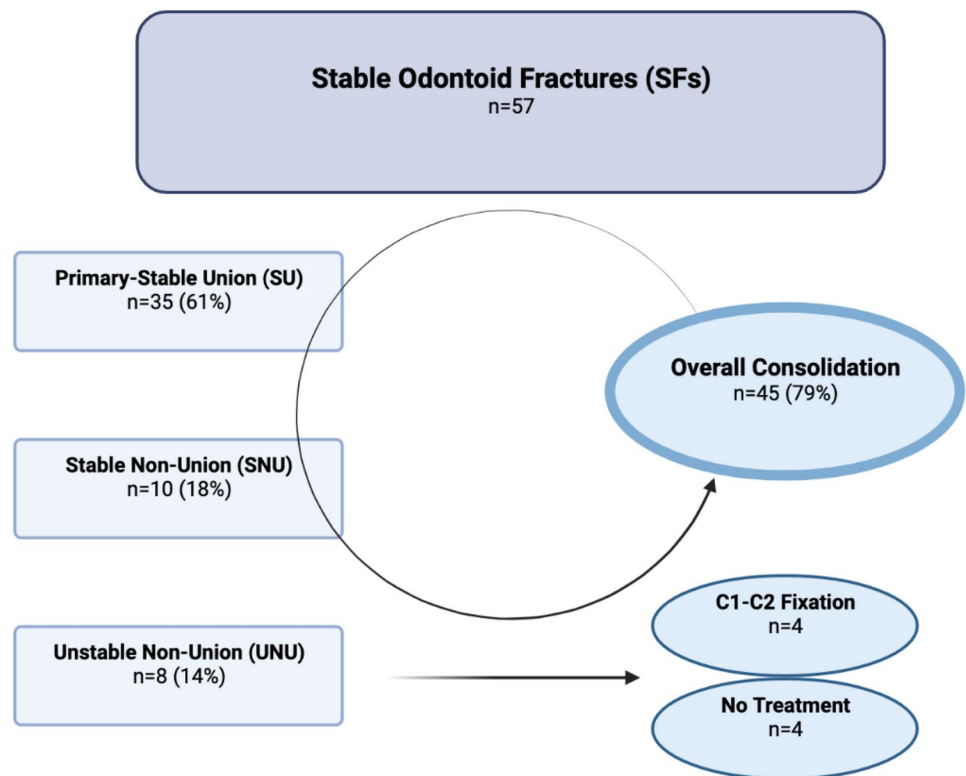 Stable Odontoid Fractures (SFs)
n=57
Primary-Stable Union (SU)
n=35 (61%)
Overall Consolidation
n=45 (79%)
Stable Non-Union (SNU)
n=10 (18%)
C1-C2 Fixation
n=4
Unstable Non-Union (UNU)
n=8 (14%)
No Treatment
n=4